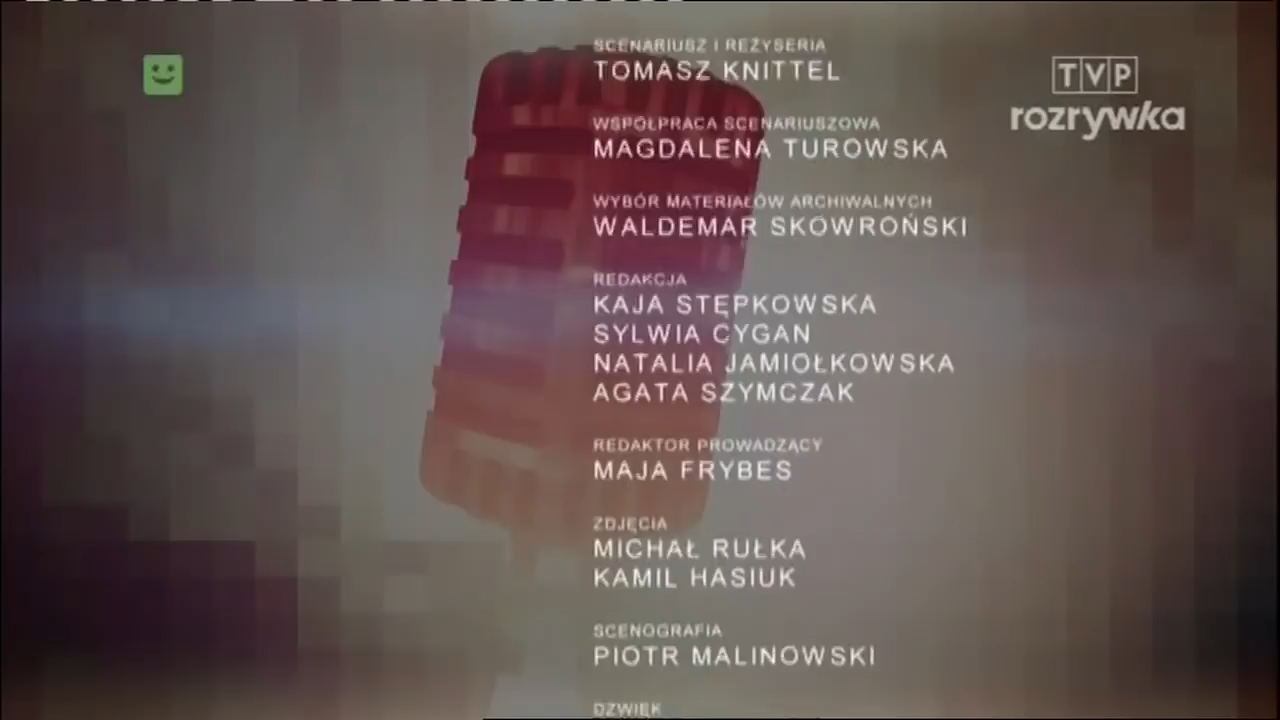 SCENARIUSZ I REŻYSERIA
TOMASZ KNITTEL
TVP
rozrywka
WSPÓŁPRACA SCENARIUSZOWA
MAGDALENA TUROWSKA
WYBÓR MATERIAŁÓW ARCHIWALNYCH
WALDEMAR SKOWROŃSKI
REDAKCJA
KAJA STĘPKOWSKA
SYLWIA CYGAN
NATALIA JAMIOŁKOWSKA
AGATA SZYMCZAK
REDAKTOR PROWADZĄCY
MAJA FRYBES
ZDJĘCIA
MICHAŁ RUŁKA
KAMIL HASIUK
SCENOGRAFIA
PIOTR MALINOWSKI
DŹWIĘK